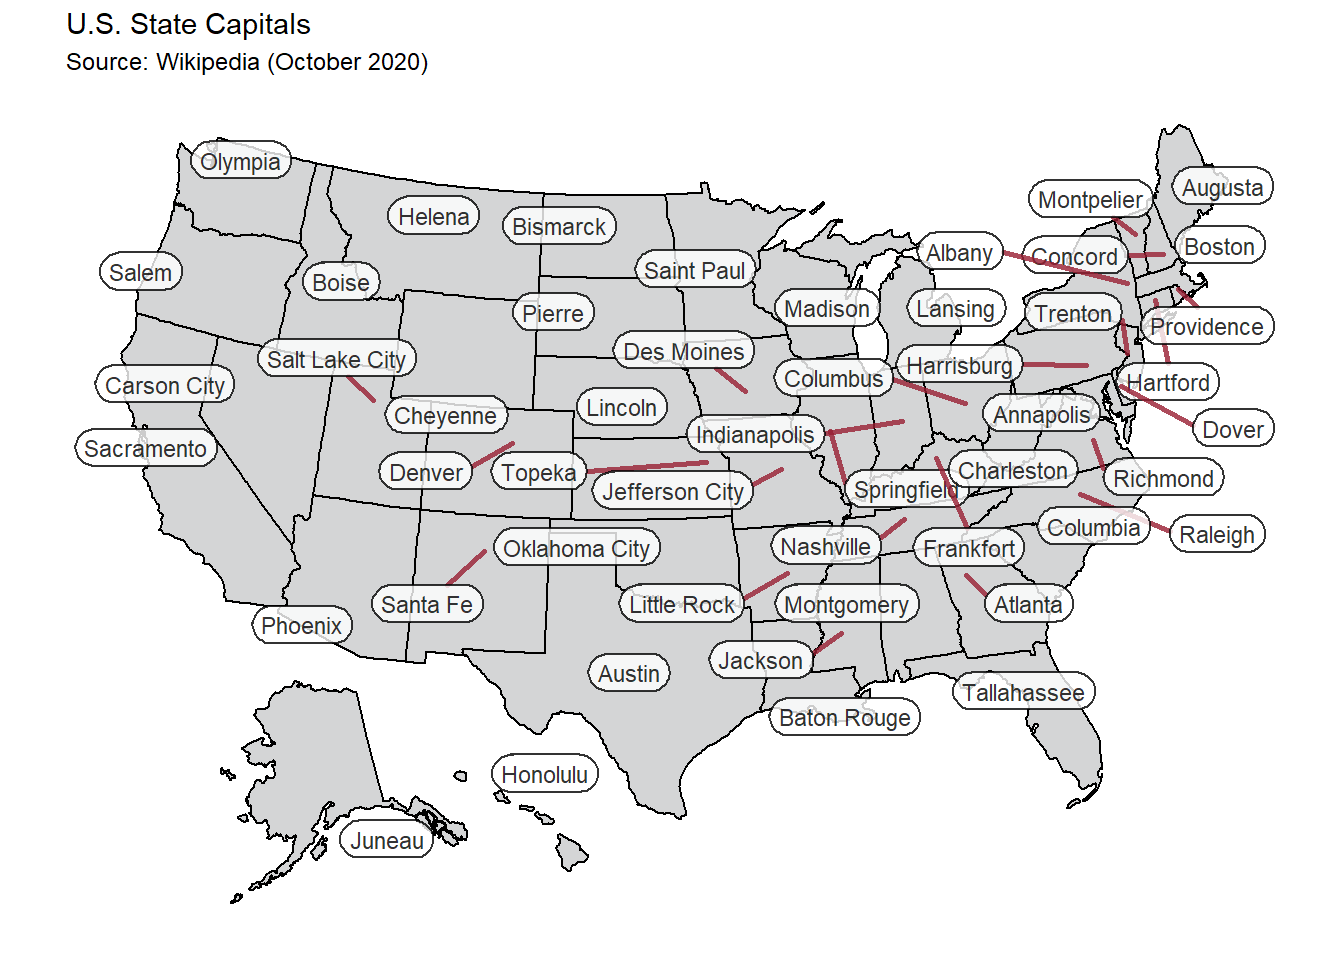 U.S. State Capitals
Source: Wikipedia (October 2020)
Olympia
Augusta
Montpelier
Helena
Bismarck
Boston
Albany
Concord
Salem
Saint Paul
Boise
Pierre
Madison
Lansing
Trenton
Providence
Des Moines
Salt Lake City
Harrisburg
Columbus
Carson City
Hartford
Lincoln
Cheyenne
Annapolis
Dover
Indianapolis
Sacramento
Denver
Topeka
Charleston
Richmond
Jefferson City
Springfield
Columbia
Raleigh
Oklahoma City
Nashville
Frankfort
Santa Fe
Little Rock
Montgomery
Atlanta
Phoenix
Jackson
Austin
Tallahassee
Baton Rouge
Honolulu
Juneau